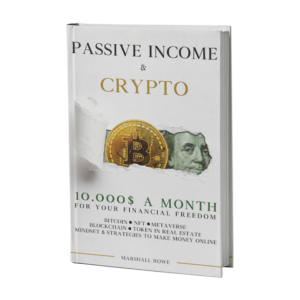 PASSIVE INCOME
&
CRYPTO
10.000$ A MONTH
FOR YOUR FINANCIAL FREEDOM
BITCOIN • NFT • METAVERSE
BLOCKCHAIN • TOKEN IN REAL ESTATE
MINDSET & STRATEGIES TO MAKE MONEY ONLINE
MARSHALL ROWE